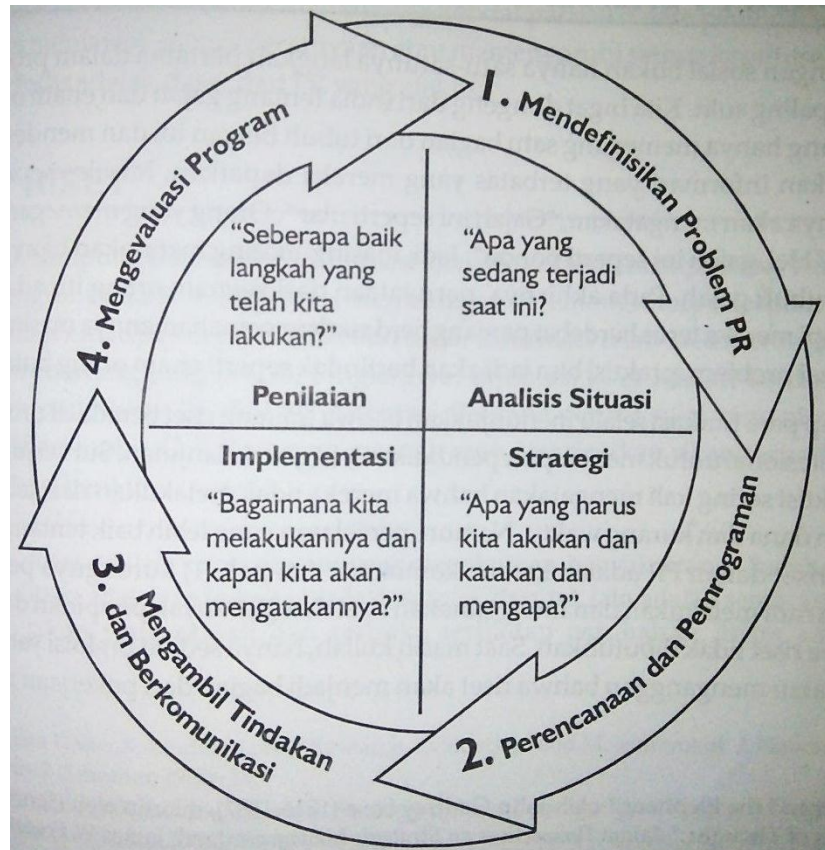 1. Mendefinisikan Problem PR
“Apa yang
sedang terjadi
saat ini?
Analisis Situasi
2. Perencanaan dan Pemrograman
Strategi
“Apa yang harus
kita lakukan dan
katakan dan
mengapa?”
3. Mengambil Tindakan
dan Berkomunikasi
Implementasi
“Bagaimana kita
melakukannya dan
kapan kita akan
mengatakannya?”
4. Mengevaluasi Program
“Seberapa baik
langkah yang
telah kita
lakukan?”
Penilaian